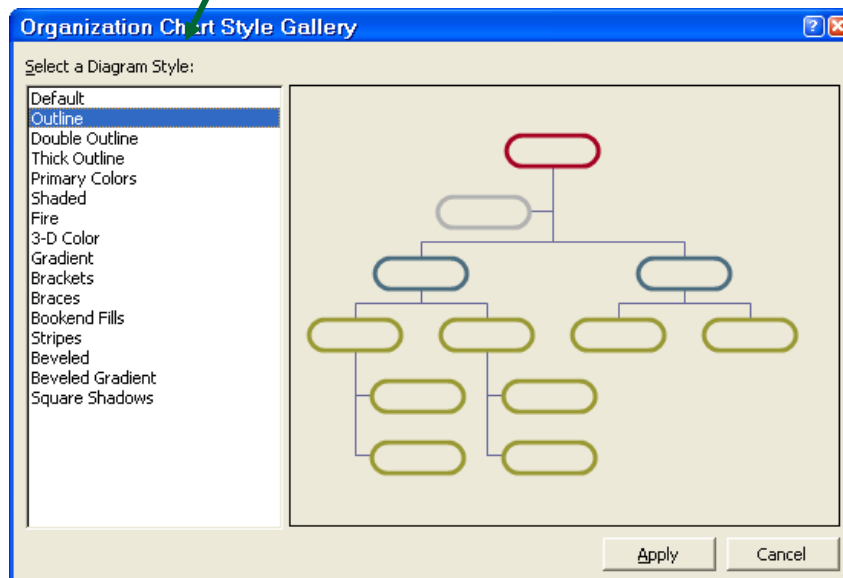 Organization Chart Style Gallery
Select a Diagram Style:
Default
Outline
Double Outline
Thick Outline
Primary Colors
Shaded
Fire
3-D Color
Gradient
Brackets
Braces
Bookend Fills
Stripes
Beveled
Beveled Gradient
Square Shadows
Apply
Cancel